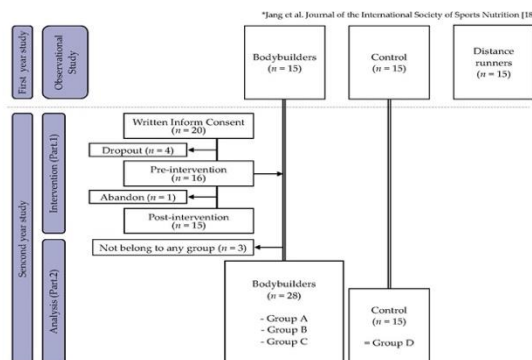 *Jang et al. Journal of the International Society of Sports Nutrition [18
First year study
Observational
Study
Bodybuilders
(n = 15)
Control
(n = 15)
Distance
runners
(n = 15)
Sencond year study
Intervention (Part.1)
Written Inform Consent
(n = 20)
Dropout (n = 4)
Pre-intervention
(n = 16)
Abandon (n = 1)
Post-intervention
(n = 15)
Not belong to any group (n = 3)
Analysis (Part.2)
Bodybuilders
(n = 28)
- Group A
- Group B
- Group C
Control
(n = 15)
= Group D